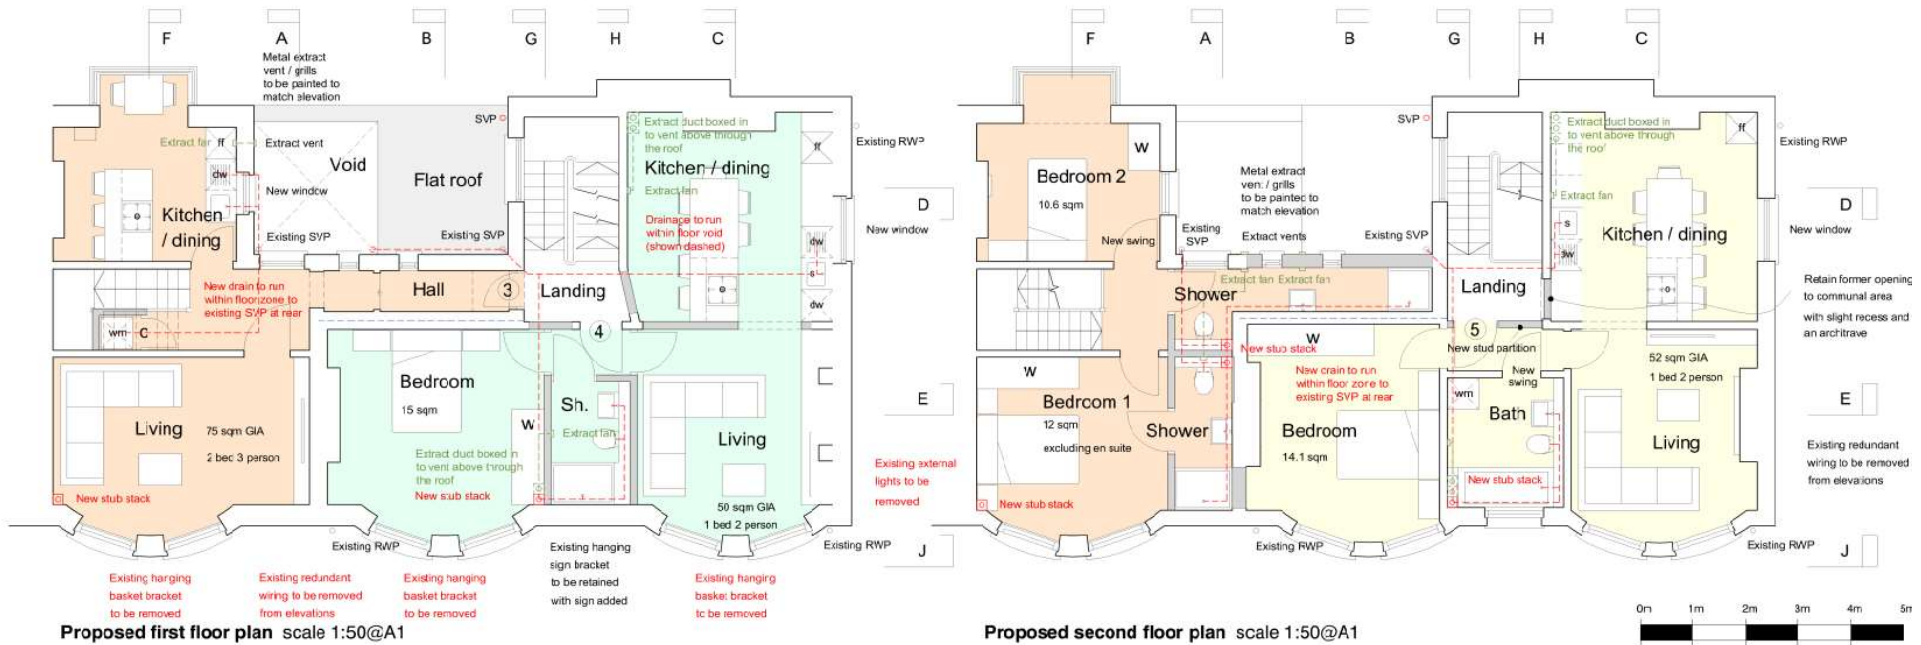 F
A
B
G
H
C
Metal extract
vent / grills
to be painted to
match elevation
SVP
Extract fan
ff
Extract vent
Void
Flat roof
dw
New window
Kitchen
/ dining
Existing SVP
Existing SVP
Extract duct boxed in
to vent above through
the roof
Kitchen / dining
ff
Existing RWP
Extract fan
Drainage to run
within floor void
(shown dashed)
dw
s
dw
D
New window
New drain to run
within floor zone to
existing SVP at rear
Hall
3
Landing
4
wm
C
Bedroom
15 sqm
W
Sh.
Extract fan
Extract duct boxed in
to vent above through
the roof
New stub stack
Living
75 sqm GIA
2 bed 3 person
New stub stack
Living
50 sqm GIA
1 bed 2 person
E
Existing external
lights to be
removed
Existing RWP
Existing RWP
J
Existing hanging
basket bracket
to be removed
Existing redundant
wiring to be removed
from elevations
Existing hanging
basket bracket
to be removed
Existing hanging
sign bracket
to be retained
with sign added
Existing hanging
basket bracket
to be removed
Proposed first floor plan scale 1:50@A1
F
A
B
G
H
C
SVP
W
Bedroom 2
10.6 sqm
Metal extract
vent / grills
to be painted to
match elevation
New swing
Existing
SVP
Extract vents
Existing SVP
Extract duct boxed in
to vent above through
the roof
ff
Existing RWP
Extract fan
s
Kitchen / dining
D
New window
Shower
Extract fan
Extract fan
Landing
5
Retain former opening
to communal area
with slight recess and
an architrave
New stub stack
W
New stud partition
New
swing
52 sqm GIA
1 bed 2 person
W
Bedroom 1
12 sqm
excluding en suite
Shower
New drain to run
within floor zone to
existing SVP at rear
Bedroom
14.1 sqm
wm
Bath
Living
New stub stack
New stub stack
E
Existing redundant
wiring to be removed
from elevations
Existing RWP
Existing RWP
J
Proposed second floor plan scale 1:50@A1
0m
1m
2m
3m
4m
5m